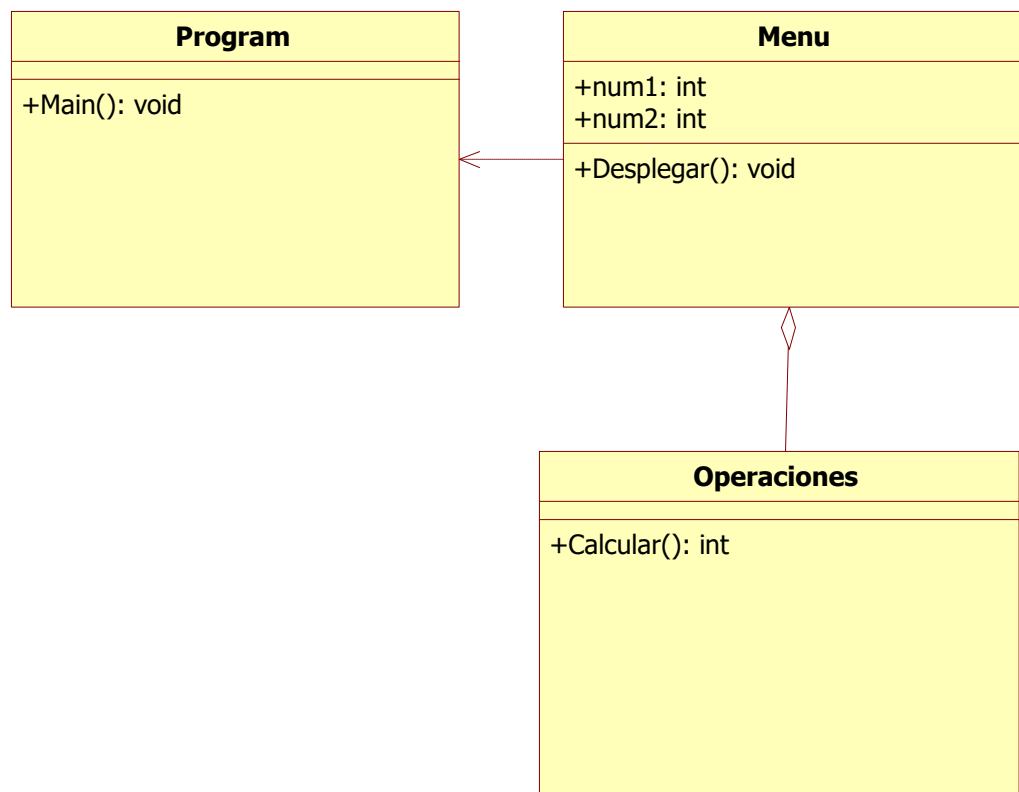 Program
+Main(): void
Menu
+num1: int
+num2: int
+Desplegar(): void
Operaciones
+Calcular(): int